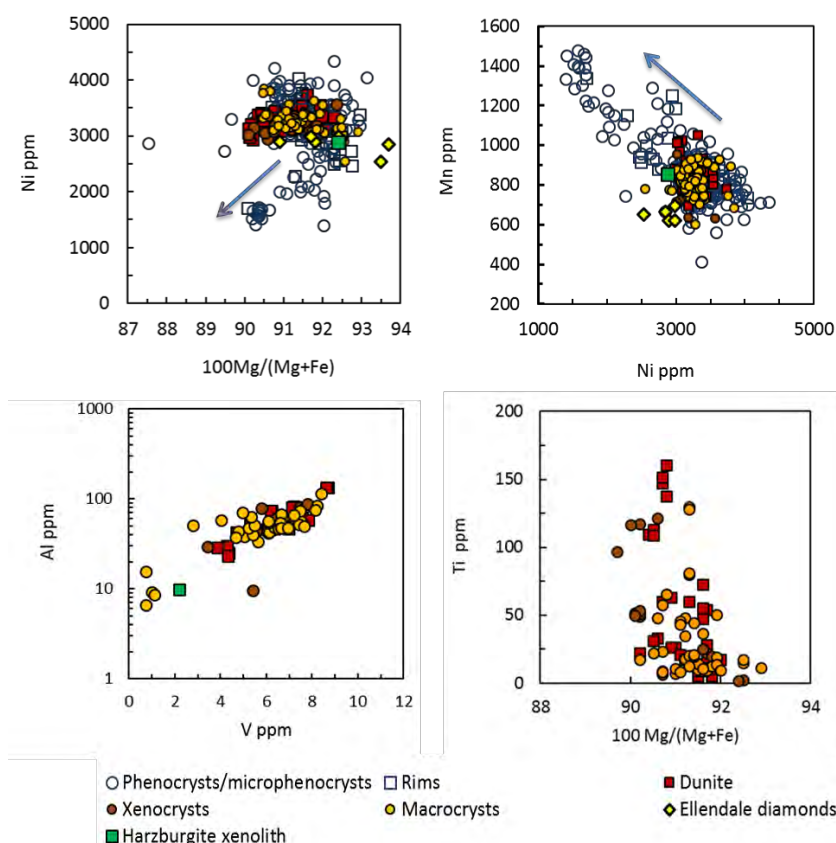 5000
4000
3000
2000
1000
0
Ni ppm
87 88 89 90 91 92 93 94
100Mg/(Mg+Fe)
1600
1400
1200
1000
800
600
400
200
Mn ppm
1000 3000 5000
Ni ppm
1000
100
10
1
Al ppm
0 2 4 6 8 10 12
V ppm
200
150
100
50
0
Ti ppm
88 90 92 94
100 Mg/(Mg+Fe)
Phenocrysts/microphenocrysts Rims Dunite
Xenocrysts Macrocrysts Ellendale diamonds
Harzburgite xenolith